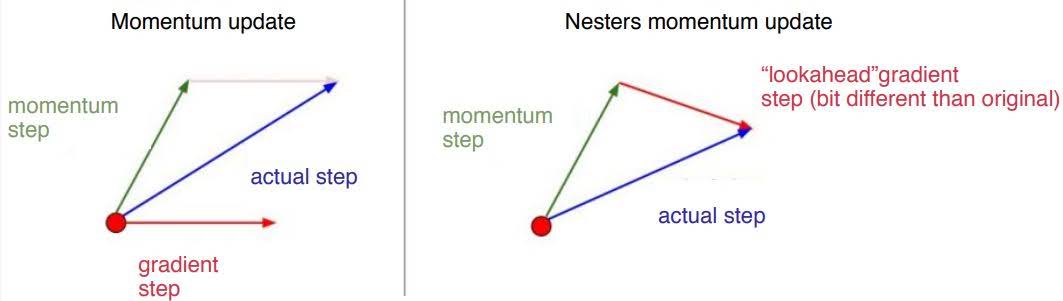 Momentum update
momentum
step
actual step
gradient
step
Nesters momentum update
momentum
step
“lookahead”gradient
step (bit different than original)
actual step